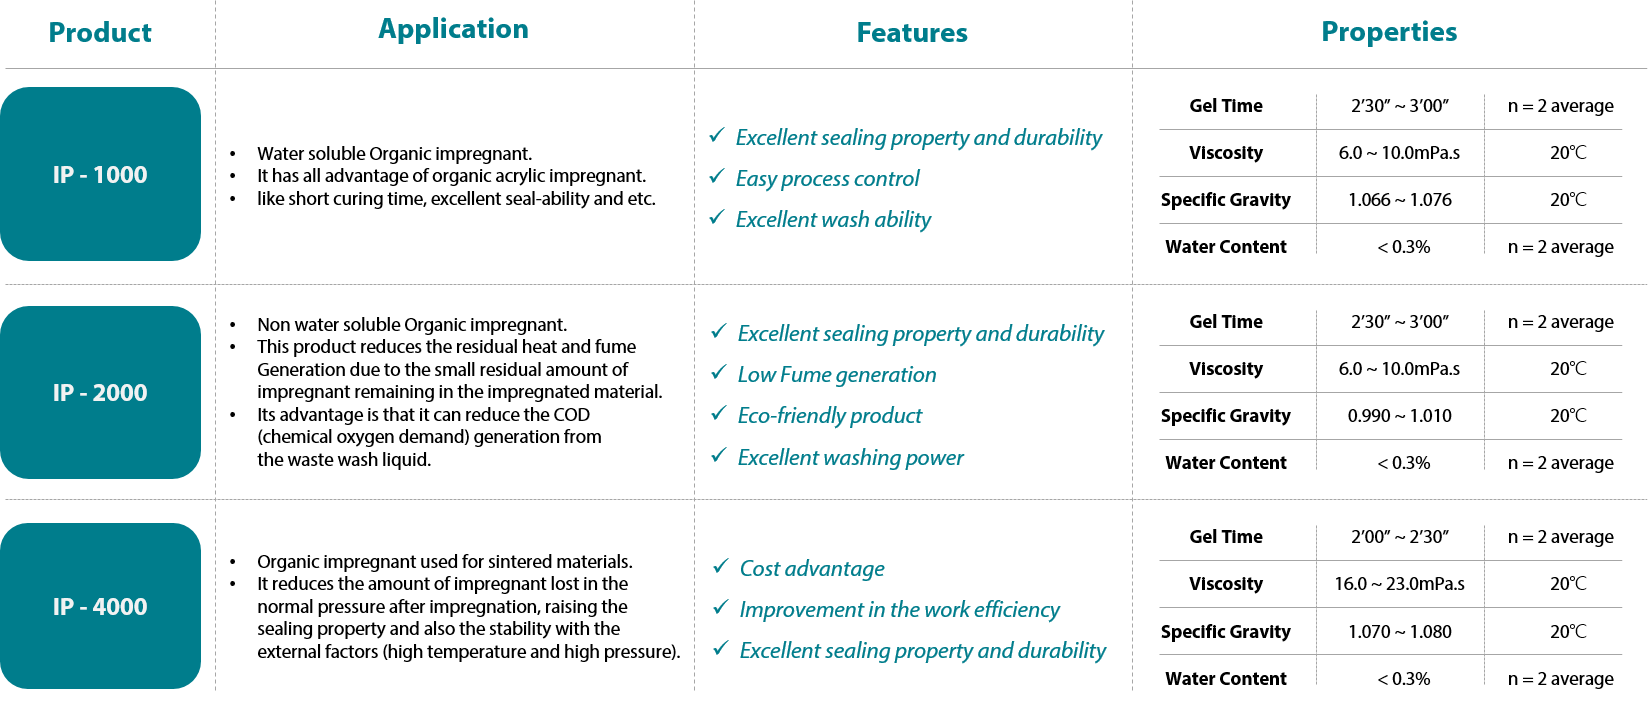 Product
Application
Features
Properties
IP - 1000
• Water soluble Organic impregnant.
• It has all advantage of organic acrylic impregnant.
• like short curing time, excellent seal-ability and etc.
✓ Excellent sealing property and durability
✓ Easy process control
✓ Excellent wash ability
Gel Time 2’30” ~ 3’00” n = 2 average
Viscosity 6.0 ~ 10.0mPa.s 20℃
Specific Gravity 1.066 ~ 1.076 20℃
Water Content < 0.3% n = 2 average
IP - 2000
• Non water soluble Organic impregnant.
• This product reduces the residual heat and fume
Generation due to the small residual amount of
impregnant remaining in the impregnated material.
• Its advantage is that it can reduce the COD
(chemical oxygen demand) generation from
the waste wash liquid.
✓ Excellent sealing property and durability
✓ Low Fume generation
✓ Eco-friendly product
✓ Excellent washing power
Gel Time 2’30” ~ 3’00” n = 2 average
Viscosity 6.0 ~ 10.0mPa.s 20℃
Specific Gravity 0.990 ~ 1.010 20℃
Water Content < 0.3% n = 2 average
IP - 4000
• Organic impregnant used for sintered materials.
• It reduces the amount of impregnant lost in the
normal pressure after impregnation, raising the
sealing property and also the stability with the
external factors (high temperature and high pressure).
✓ Cost advantage
✓ Improvement in the work efficiency
✓ Excellent sealing property and durability
Gel Time 2’00” ~ 2’30” n = 2 average
Viscosity 16.0 ~ 23.0mPa.s 20℃
Specific Gravity 1.070 ~ 1.080 20℃
Water Content < 0.3% n = 2 average